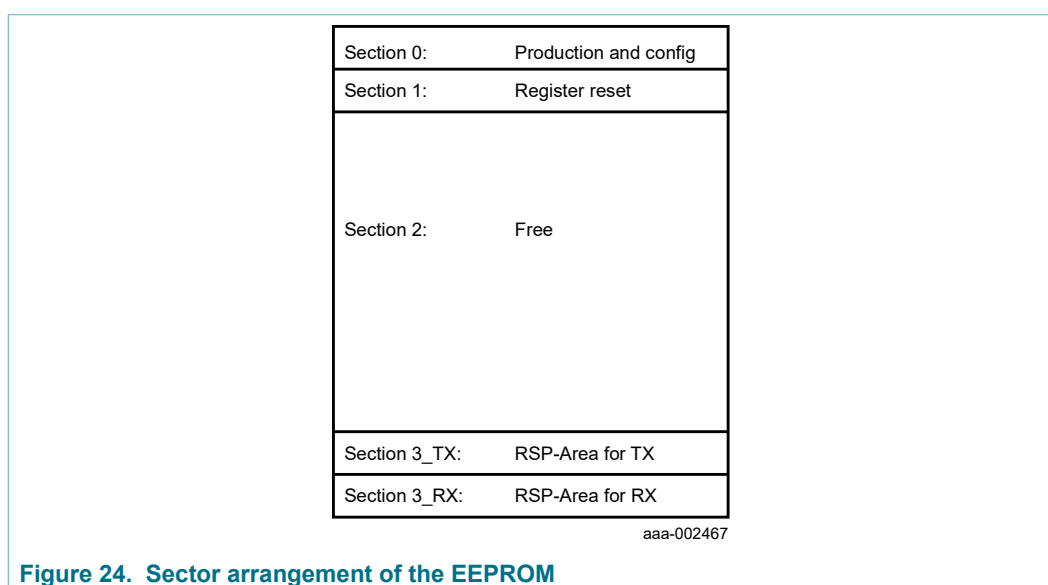 Section 0: Production and config
Section 1: Register reset
Section 2: Free
Section 3_TX: RSP-Area for TX
Section 3_RX: RSP-Area for RX
aaa-002467
Figure 24. Sector arrangement of the EEPROM